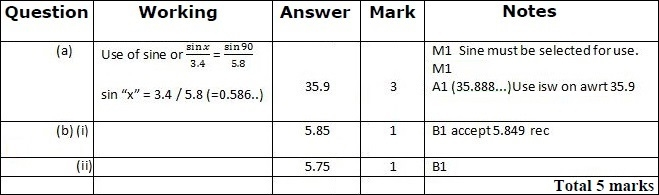 Question Working Answer Mark Notes
(a) Use of sine or sin x / 3.4 = sin 90 / 5.8 M1 Sine must be selected for use.
M1
sin "x" = 3.4 / 5.8 (=0.586..) 35.9 3 A1 (35.888...)Use isw on awrt 35.9
(b) (i) 5.85 1 B1 accept 5.849 rec
(ii) 5.75 1 B1
Total 5 marks